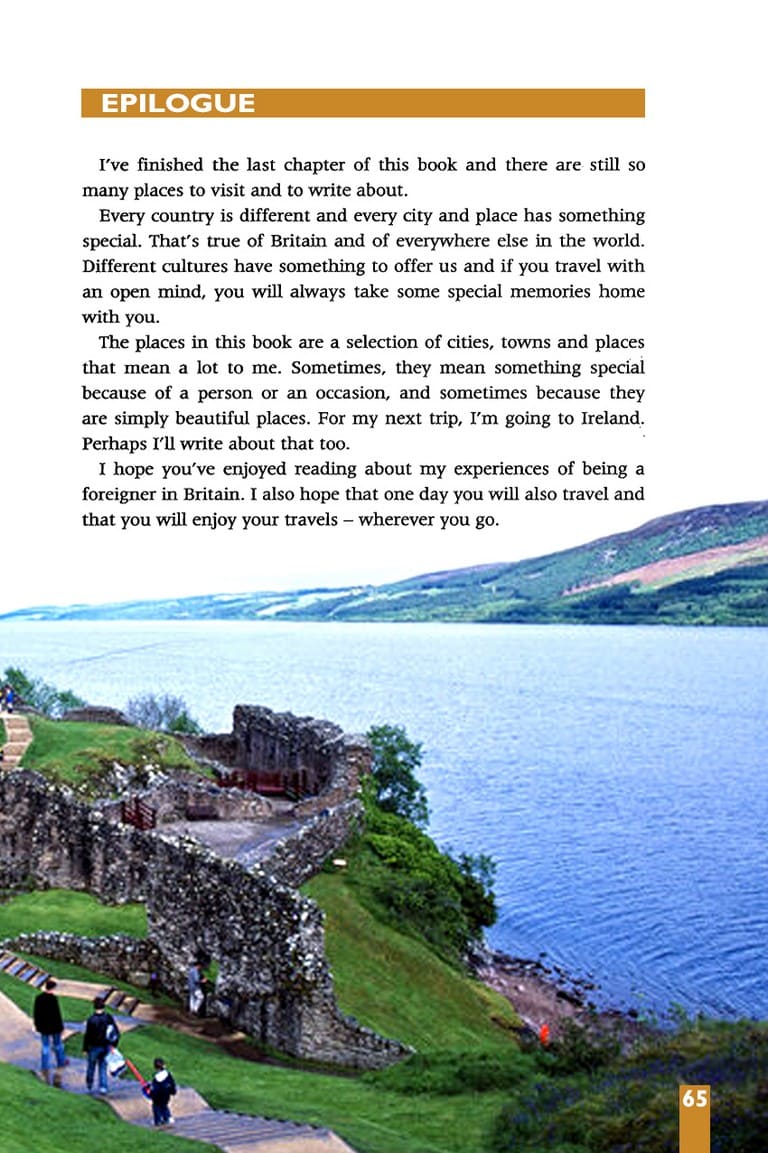 EPILOGUE
I've finished the last chapter of this book and there are still so
many places to visit and to write about.
Every country is different and every city and place has something
special. That's true of Britain and of everywhere else in the world.
Different cultures have something to offer us and if you travel with
an open mind, you will always take some special memories home
with you.
The places in this book are a selection of cities, towns and places
that mean a lot to me. Sometimes, they mean something special
because of a person or an occasion, and sometimes because they
are simply beautiful places. For my next trip, I'm going to Ireland.
Perhaps I'll write about that too.
I hope you've enjoyed reading about my experiences of being a
foreigner in Britain. I also hope that one day you will also travel and
that you will enjoy your travels – wherever you go.
65